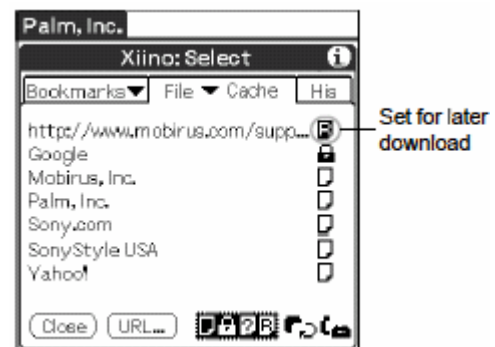 Palm, Inc.
Xiino: Select
Bookmarks▼ File ▼ Cache His
http://www.mobirus.com/supp...
Google
Mobirus, Inc.
Palm, Inc.
Sony.com
SonyStyle USA
Yahoo!
Close URL...
Set for later
download